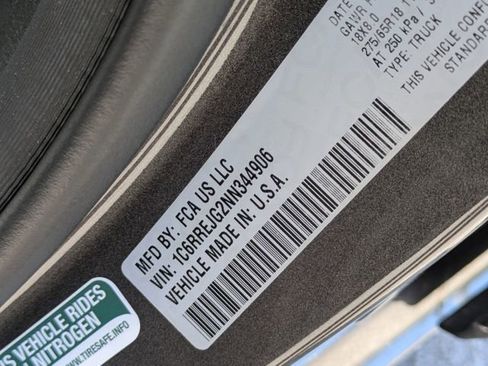 MFD BY: FCA US LLC
VIN: 1C6RREJG2NN344906
VEHICLE MADE IN: U.S.A.
DATE
GAWR
18X8.0
275/65R18
AT 250 kPa
TYPE: TRUCK
THIS VEHICLE CONF
STANDARD
VEHICLE RIDES
NITROGEN
WWW.TIRESAFE.INFO